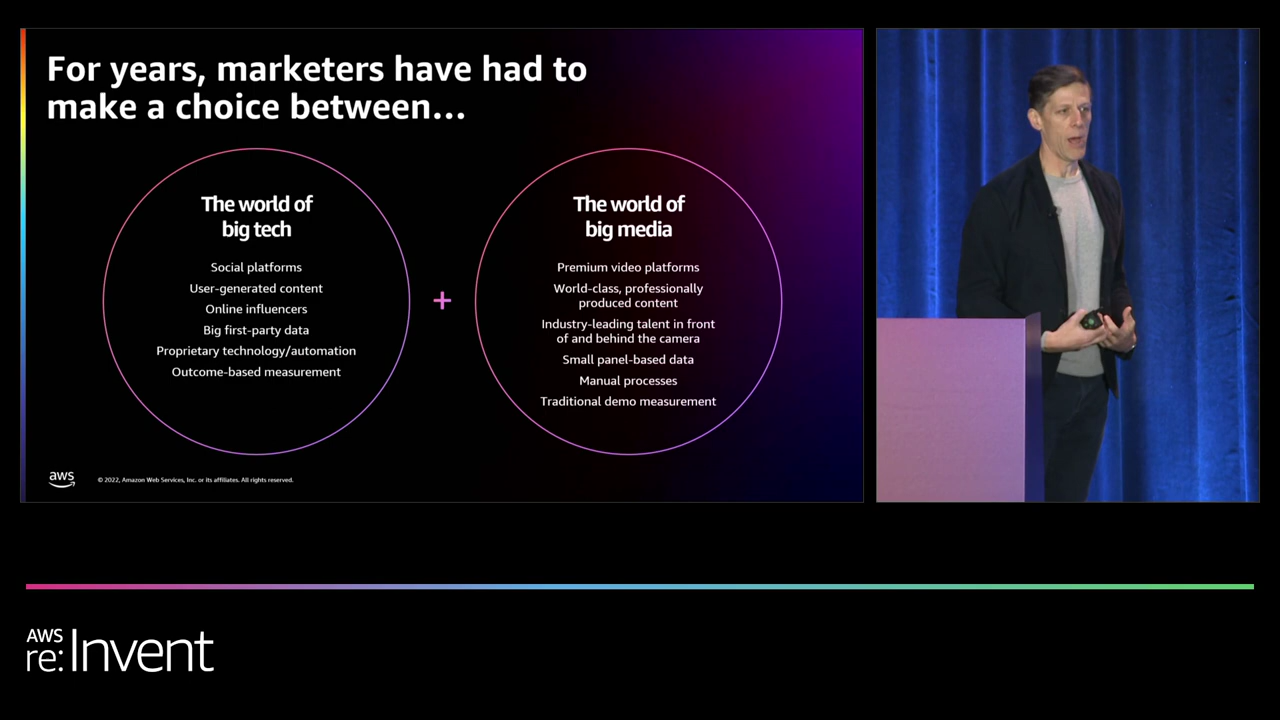 For years, marketers have had to
make a choice between...
The world of
big tech
Social platforms
User-generated content
Online influencers
Big first-party data
Proprietary technology/automation
Outcome-based measurement
+
The world of
big media
Premium video platforms
World-class, professionally
produced content
Industry-leading talent in front
of and behind the camera
Small panel-based data
Manual processes
Traditional demo measurement
aws
© 2022, Amazon Web Services, Inc. or its affiliates. All rights reserved.
AWS
re:Invent